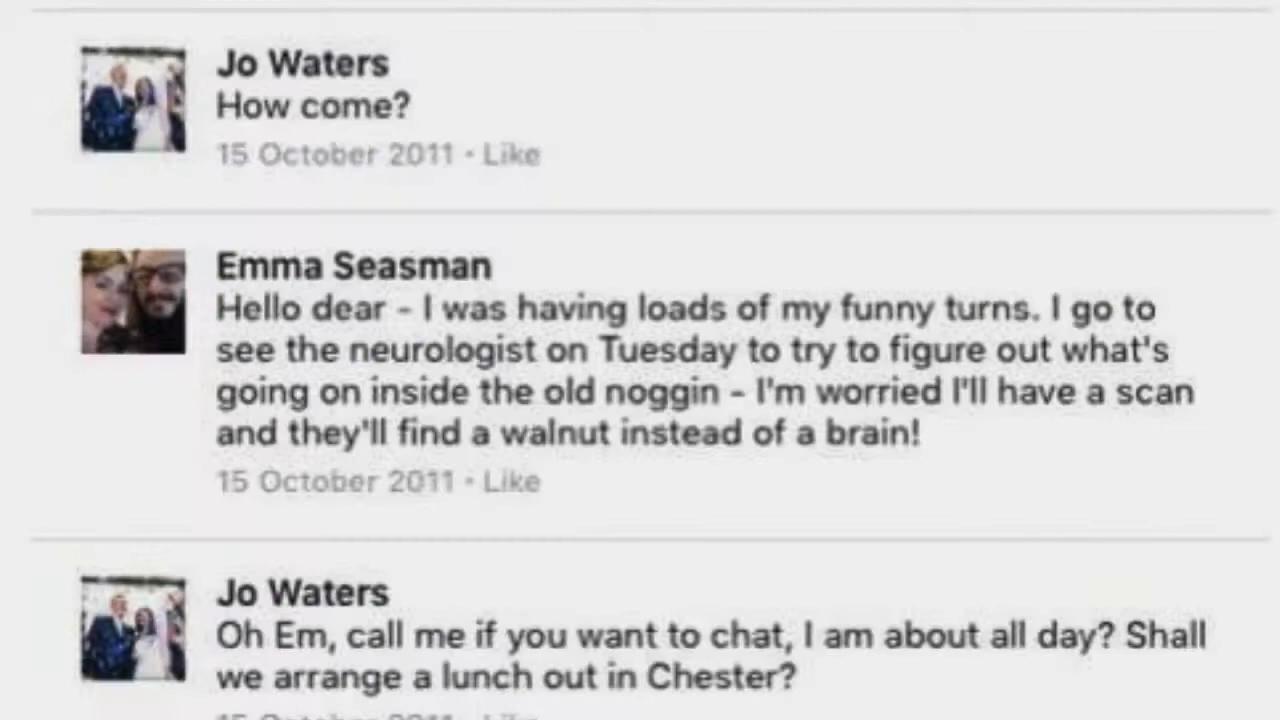 Jo Waters
How come?
15 October 2011 · Like
Emma Seasman
Hello dear - I was having loads of my funny turns. I go to
see the neurologist on Tuesday to try to figure out what's
going on inside the old noggin - I'm worried I'll have a scan
and they'll find a walnut instead of a brain!
15 October 2011 · Like
Jo Waters
Oh Em, call me if you want to chat, I am about all day? Shall
we arrange a lunch out in Chester?
15 October 2011 · Like